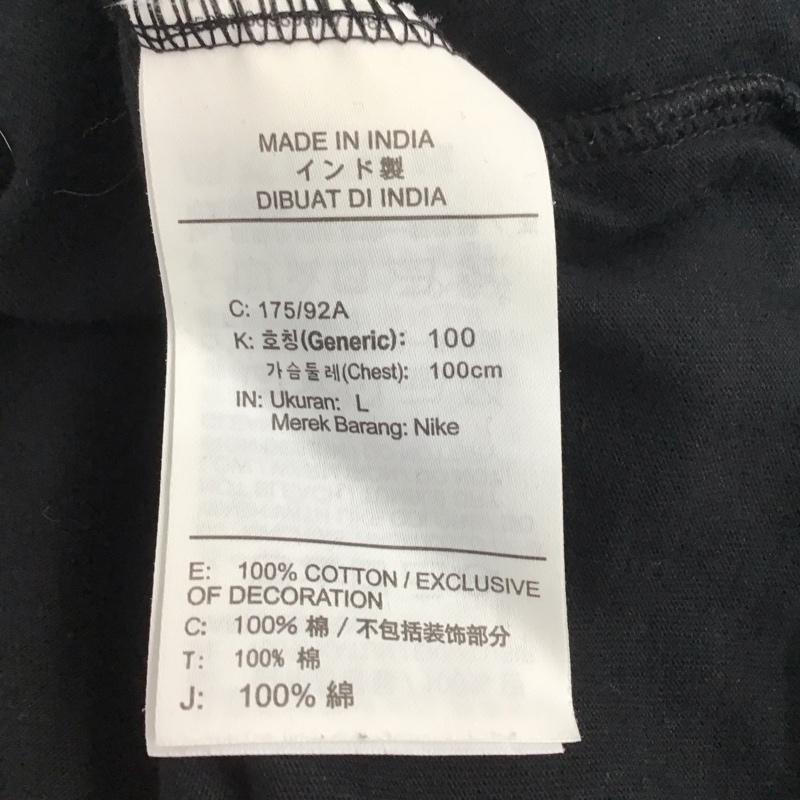 MADE IN INDIA
インド製
DIBUAT DI INDIA
C: 175/92A
K: 호칭(Generic): 100
가슴둘레(Chest): 100cm
IN: Ukuran: L
Merek Barang: Nike
E: 100% COTTON / EXCLUSIVE
OF DECORATION
C: 100% 棉 / 不包括装饰部分
T: 100% 棉
J: 100% 綿